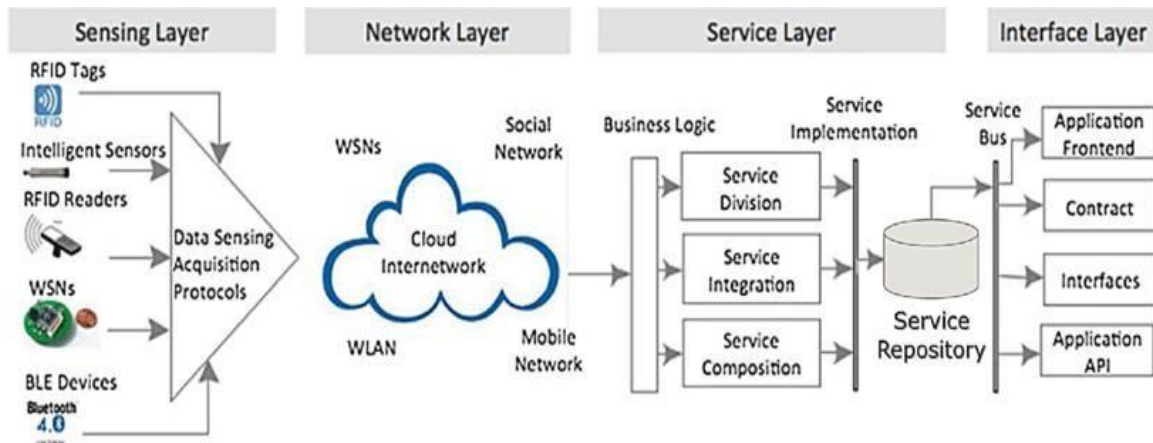 Sensing Layer
Network Layer
Service Layer
Interface Layer
RFID Tags
RFID
Intelligent Sensors
RFID Readers
WSNs
BLE Devices
Bluetooth
4.0
Data Sensing
Acquisition
Protocols
WSNs
Social
Network
Cloud
Internetwork
WLAN
Mobile
Network
Business Logic
Service
Division
Service
Integration
Service
Composition
Service
Implementation
Service
Repository
Service
Bus
Application
Frontend
Contract
Interfaces
Application
API